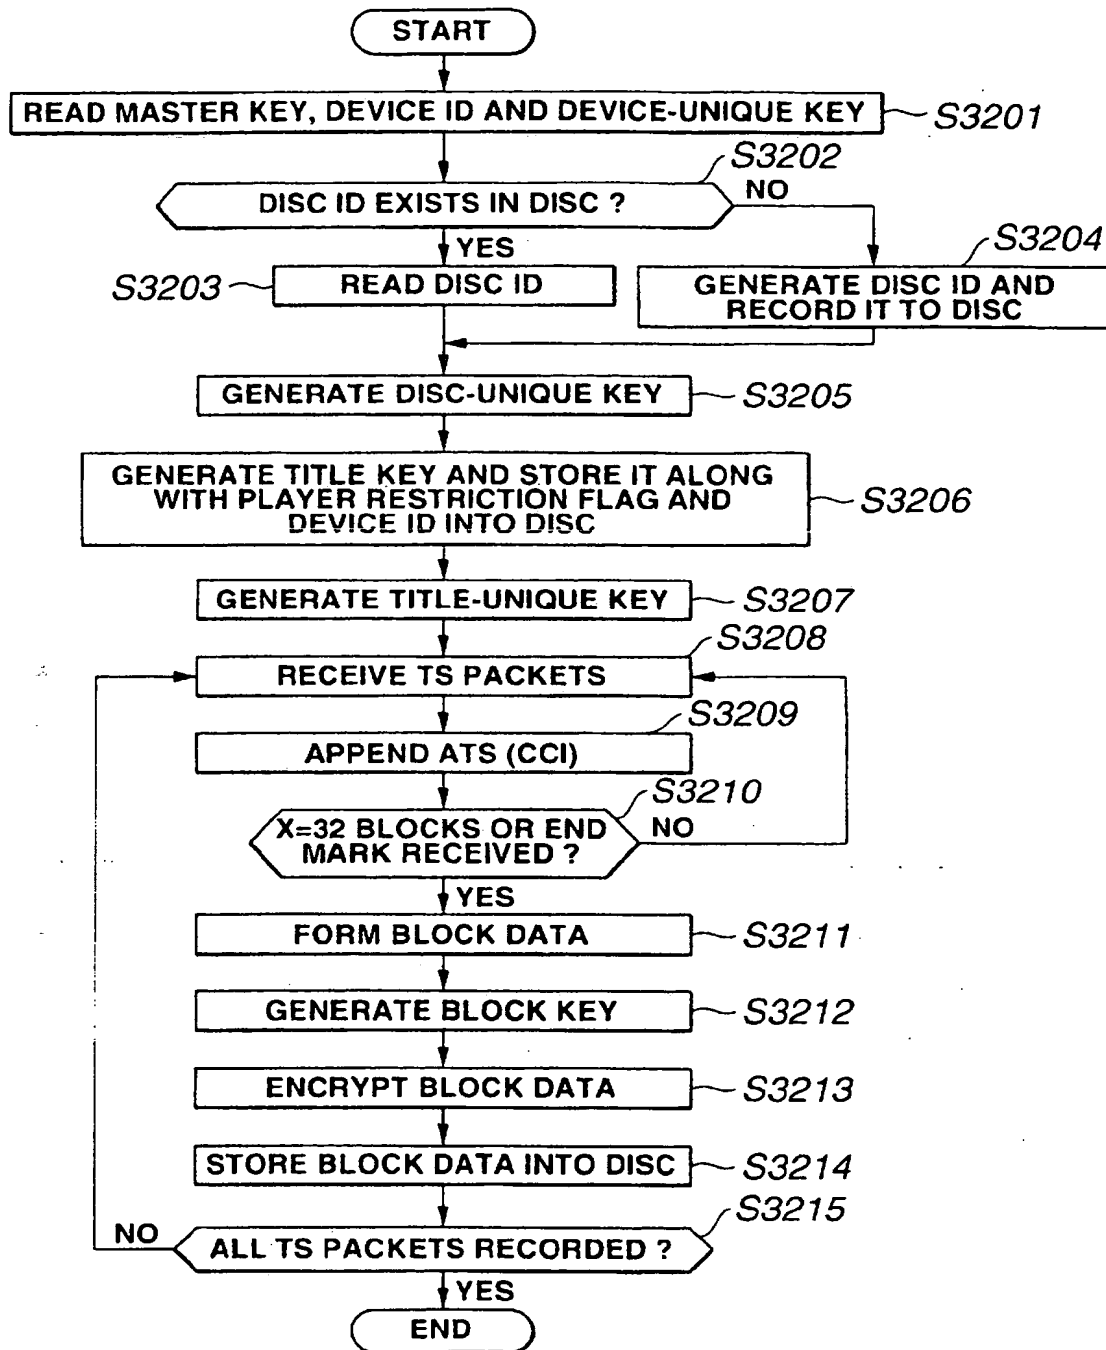 START
READ MASTER KEY, DEVICE ID AND DEVICE-UNIQUE KEY
S3201
S3202
DISC ID EXISTS IN DISC ?
NO
YES
S3204
S3203
READ DISC ID
GENERATE DISC ID AND
RECORD IT TO DISC
GENERATE DISC-UNIQUE KEY
S3205
GENERATE TITLE KEY AND STORE IT ALONG
WITH PLAYER RESTRICTION FLAG AND
DEVICE ID INTO DISC
S3206
GENERATE TITLE-UNIQUE KEY
S3207
S3208
RECEIVE TS PACKETS
S3209
APPEND ATS (CCI)
S3210
X=32 BLOCKS OR END
MARK RECEIVED ?
NO
YES
FORM BLOCK DATA
S3211
GENERATE BLOCK KEY
S3212
ENCRYPT BLOCK DATA
S3213
STORE BLOCK DATA INTO DISC
S3214
S3215
NO
ALL TS PACKETS RECORDED ?
YES
END